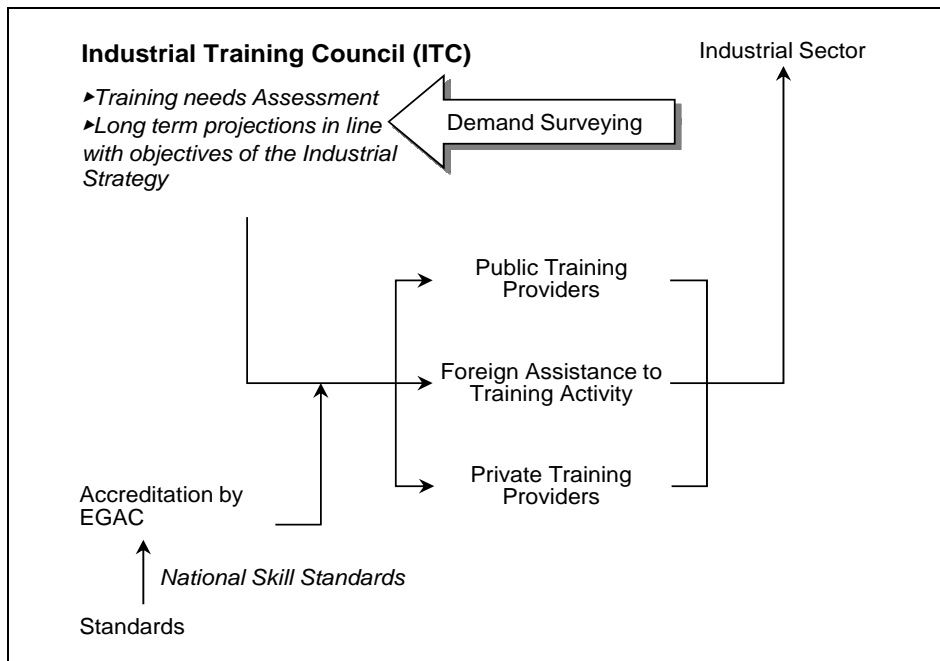 Industrial Training Council (ITC)
Industrial Sector
▸Training needs Assessment
▸Long term projections in line
with objectives of the Industrial
Strategy
Demand Surveying
Public Training
Providers
Foreign Assistance to
Training Activity
Private Training
Providers
Accreditation by
EGAC
National Skill Standards
Standards